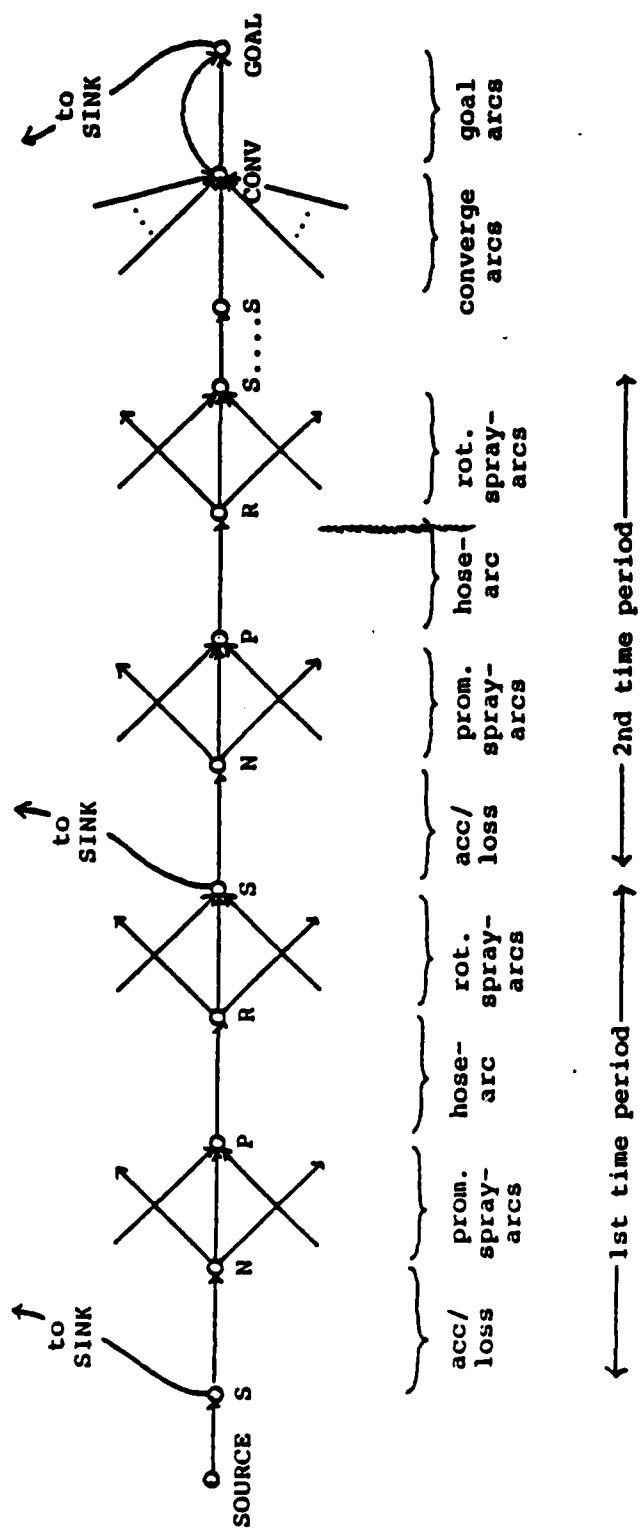 to
SINK
to
SINK
to
SINK
SOURCE S N P R S N P R S....S CONV GOAL
acc/
loss
prom.
spray-
arcs
hose-
arc
rot.
spray-
arcs
acc/
loss
prom.
spray-
arcs
hose-
arc
rot.
spray-
arcs
converge
arcs
goal
arcs
1st time period
2nd time period